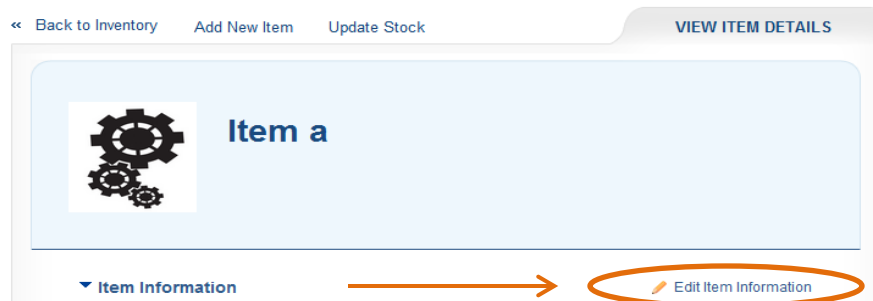 « Back to Inventory Add New Item Update Stock VIEW ITEM DETAILS
Item a
Item Information Edit Item Information